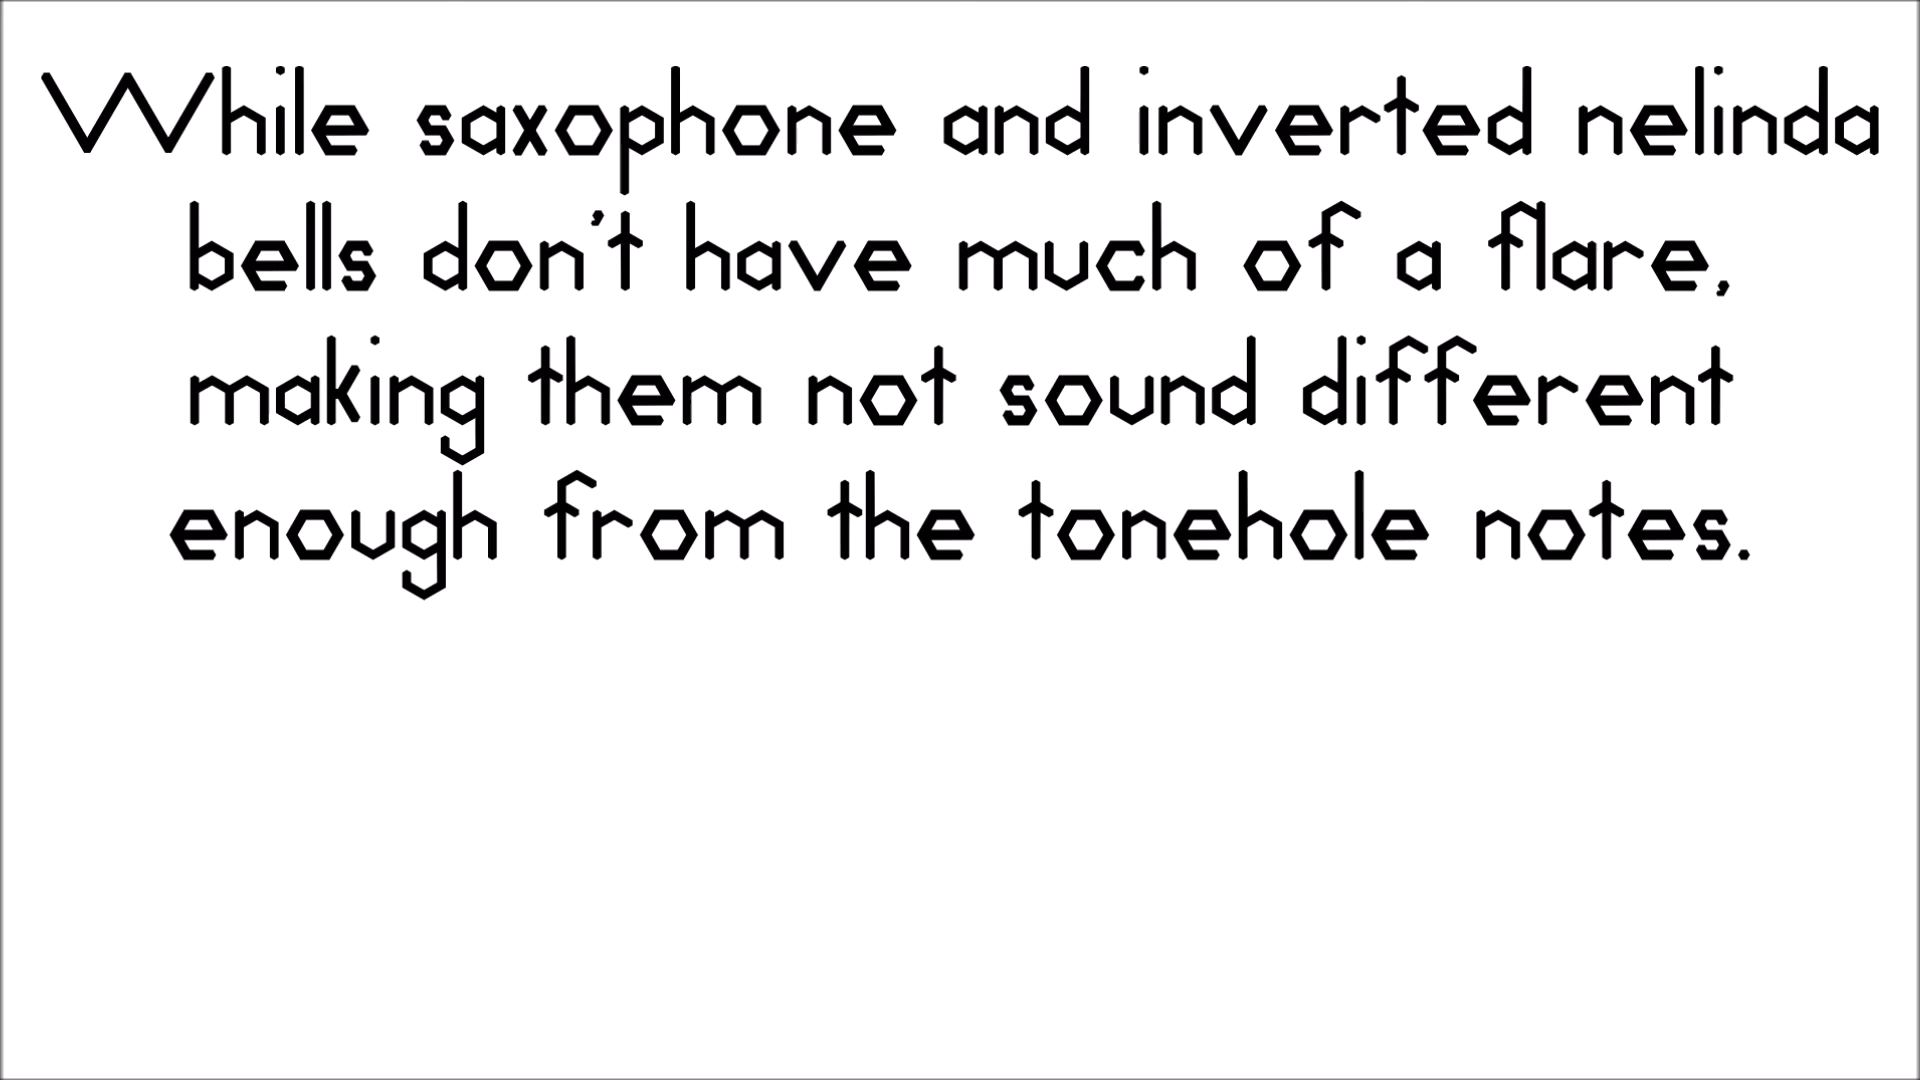 While saxophone and inverted nelinda
bells don't have much of a flare,
making them not sound different
enough from the tonehole notes.